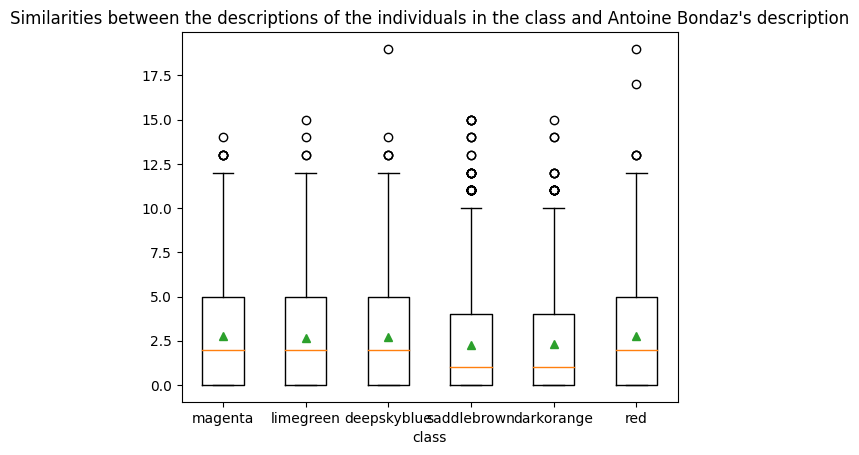 Similarities between the descriptions of the individuals in the class and Antoine Bondaz's description
17.5
15.0
12.5
10.0
7.5
5.0
2.5
0.0
magenta limegreen deepskyblue saddlebrown darkorange red
class